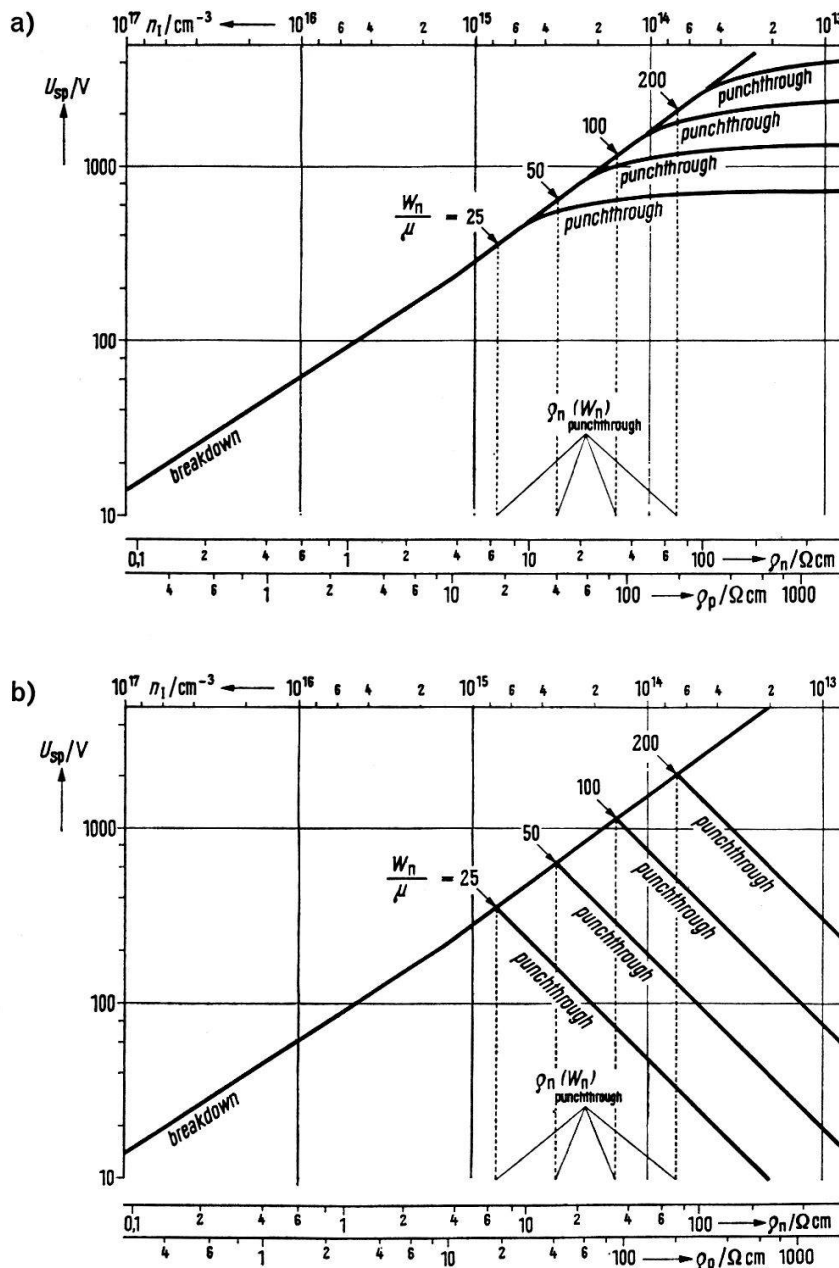 a)
10¹⁷ n_I/cm⁻³ ← 10¹⁶ 6 4 2 10¹⁵ 6 4 2 10¹⁴ 6 4 2 10¹³
U_sp/V
1000
100
10
200
100
50
W_n/μ = 25
punchthrough
punchthrough
punchthrough
punchthrough
breakdown
ρ_n (W_n) punchthrough
0,1 2 4 6 1 2 4 6 10 2 4 6 100 → ρ_n/Ωcm
4 6 1 2 4 6 10 2 4 6 100 → ρ_p/Ωcm 1000
b)
10¹⁷ n_I/cm⁻³ ← 10¹⁶ 6 4 2 10¹⁵ 6 4 2 10¹⁴ 6 4 2 10¹³
U_sp/V
1000
100
10
200
100
50
W_n/μ = 25
punchthrough
punchthrough
punchthrough
punchthrough
breakdown
ρ_n (W_n) punchthrough
0,1 2 4 6 1 2 4 6 10 2 4 6 100 → ρ_n/Ωcm
4 6 1 2 4 6 10 2 4 6 100 → ρ_p/Ωcm 1000